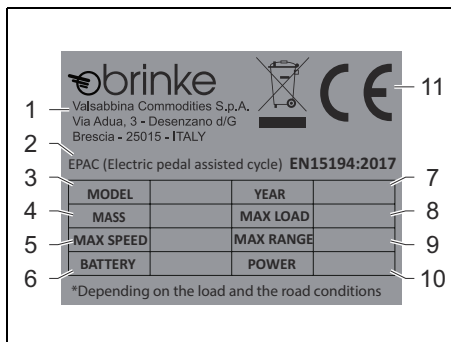 brinke
Valsabbina Commodities S.p.A.
Via Adua, 3 - Desenzano d/G
Brescia - 25015 - ITALY
EPAC (Electric pedal assisted cycle) EN15194:2017
MODEL YEAR
MASS MAX LOAD
MAX SPEED MAX RANGE
BATTERY POWER
*Depending on the load and the road conditions
CE
1
2
3
4
5
6
7
8
9
10
11